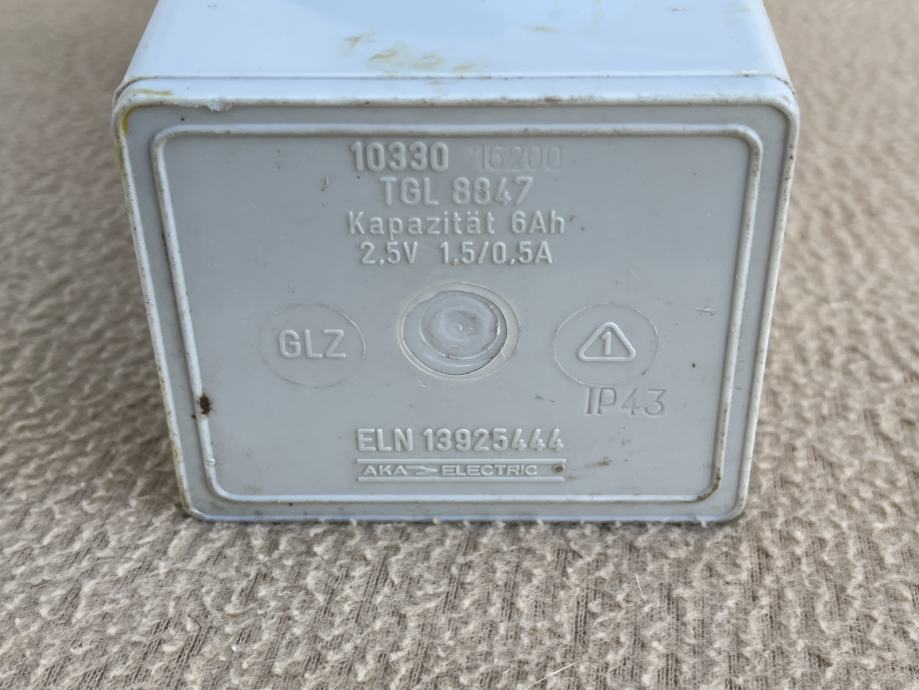 10330 16200
TGL 8847
Kapazität 6Ah
2,5V 1,5/0,5A
GLZ
1
IP43
ELN 13925444
AKA ELECTRIC